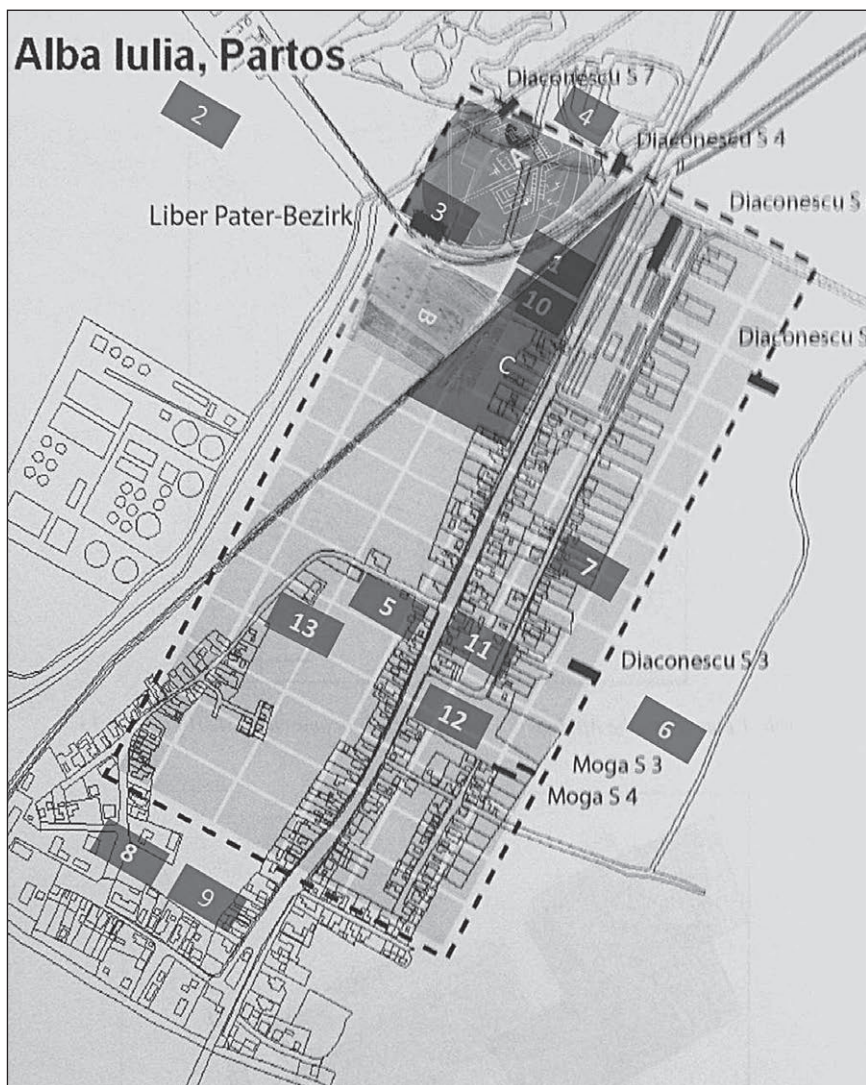 Alba Iulia, Partos
Diaconescu S 7
2
4
A
Diaconescu S 4
3
Liber Pater-Bezirk
Diaconescu S
1
10
B
C
Diaconescu S
7
5
13
11
Diaconescu S 3
12
6
Moga S 3
Moga S 4
8
9